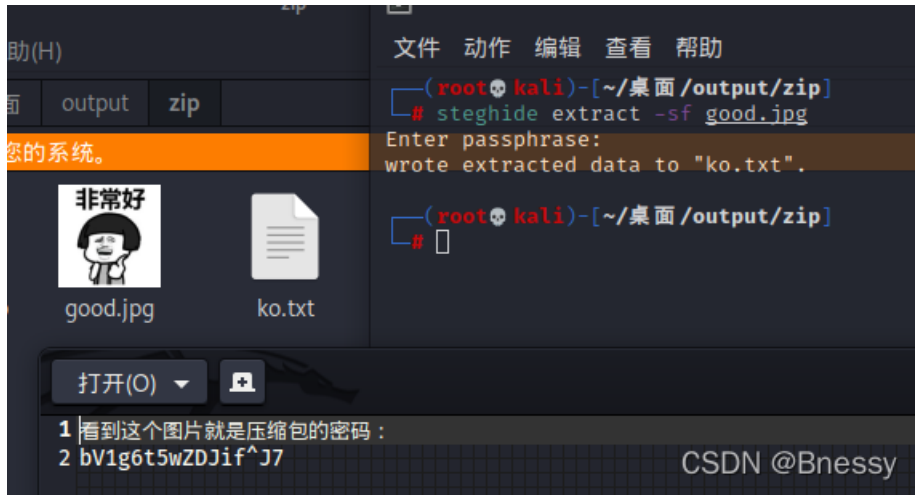 zip
助(H)
面 output zip
您的系统。
非常好
good.jpg
ko.txt
文件 动作 编辑 查看 帮助
(root kali)-[~/桌面/output/zip]
# steghide extract -sf good.jpg
Enter passphrase:
wrote extracted data to "ko.txt".
(root kali)-[~/桌面/output/zip]
#
打开(O)
1 看到这个图片就是压缩包的密码：
2 bV1g6t5wZDJif^J7
CSDN @Bnessy